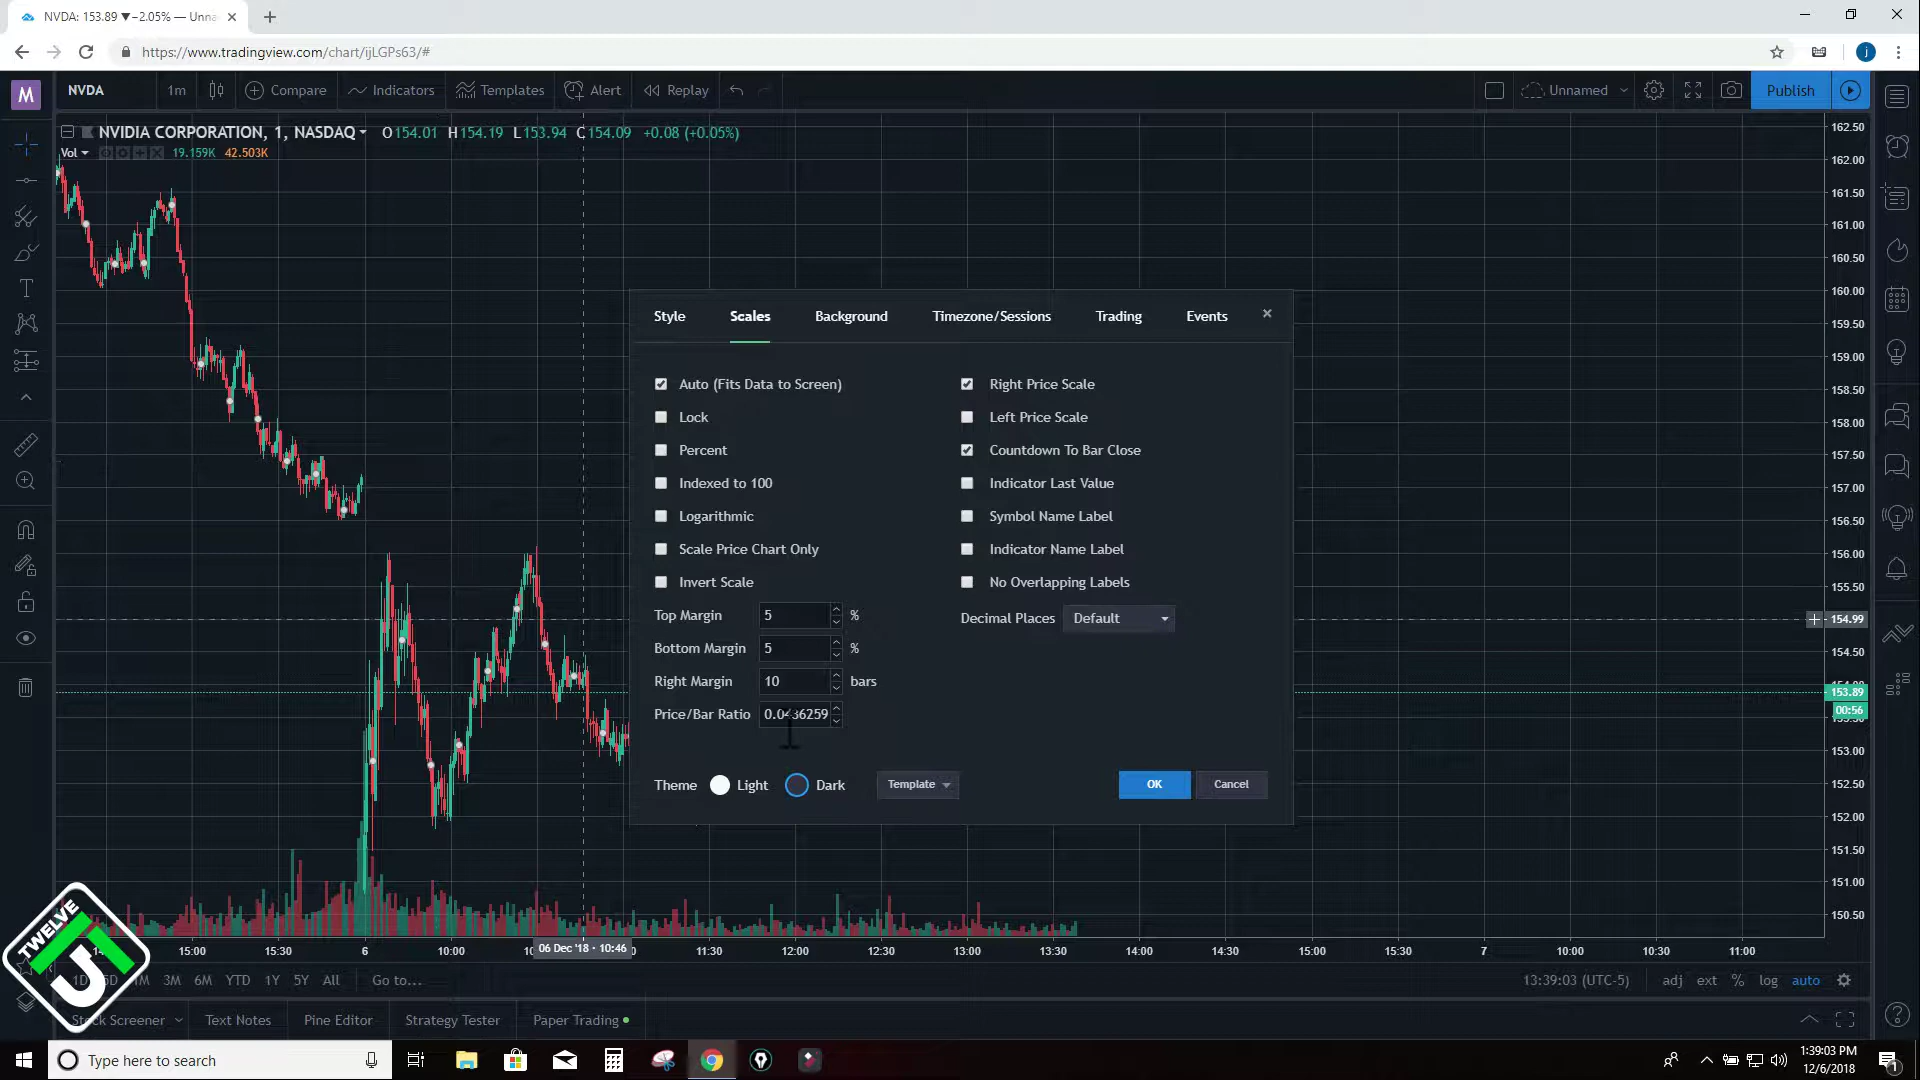 NVDA: 153.89 ▼−2.05% — Unna
https://www.tradingview.com/chart/ijLGPs63/#
j
M
NVDA
1m
Compare
Indicators
Templates
Alert
Replay
Unnamed
Publish
NVIDIA CORPORATION, 1, NASDAQ
O154.01 H154.19 L153.94 C154.09 +0.08 (+0.05%)
Vol 19.159K 42.503K
162.50
162.00
161.50
161.00
160.50
160.00
159.50
159.00
158.50
158.00
157.50
157.00
156.50
156.00
155.50
154.99
154.50
153.89
00:56
153.00
152.50
152.00
151.50
151.00
150.50
Style
Scales
Background
Timezone/Sessions
Trading
Events
Auto (Fits Data to Screen)
Lock
Percent
Indexed to 100
Logarithmic
Scale Price Chart Only
Invert Scale
Top Margin 5 %
Bottom Margin 5 %
Right Margin 10 bars
Price/Bar Ratio 0.0436259
Right Price Scale
Left Price Scale
Countdown To Bar Close
Indicator Last Value
Symbol Name Label
Indicator Name Label
No Overlapping Labels
Decimal Places Default
Theme Light Dark Template OK Cancel
15:00 15:30 6 10:00 06 Dec '18 - 10:46 11:30 12:00 12:30 13:00 13:30 14:00 14:30 15:00 15:30 7 10:00 10:30 11:00
TWELVE
1D 5D 3M 6M YTD 1Y 5Y All Go to...
13:39:03 (UTC-5) adj ext % log auto
Stock Screener Text Notes Pine Editor Strategy Tester Paper Trading
Type here to search
1:39:03 PM
12/6/2018
1